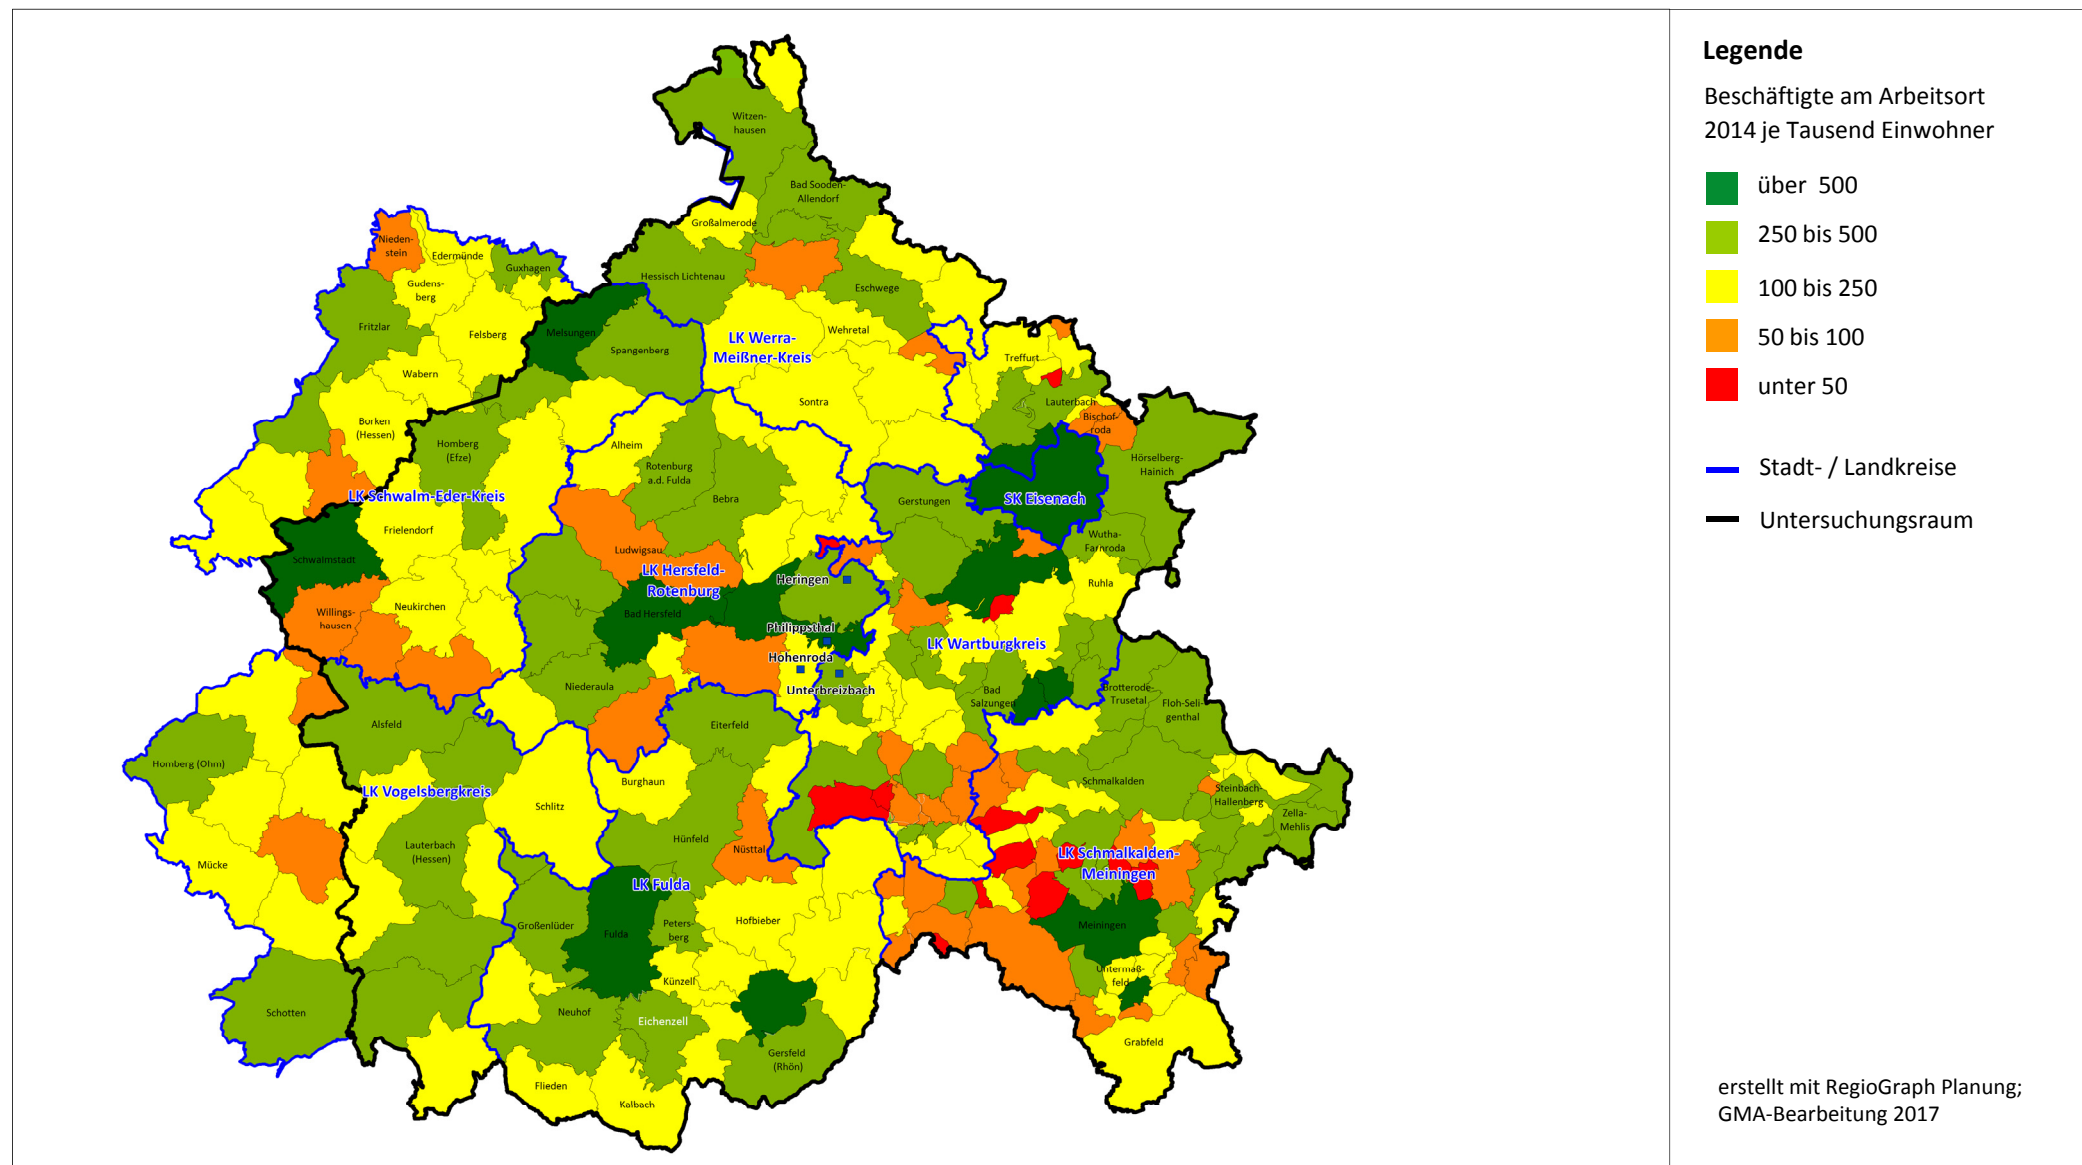 Witzen-
hausen
Bad Sooden-
Allendorf
Großalmerode
Nieden-
stein
Edermünde
Guxhagen
Hessisch Lichtenau
Gudens-
berg
Eschwege
Fritzlar
Felsberg
Melsungen
Spangenberg
LK Werra-
Meißner-Kreis
Wehretal
Treffurt
Wabern
Sontra
Lauterbach
Bischof-
roda
Borken
(Hessen)
Homberg
(Efze)
Alheim
Rotenburg
a.d. Fulda
Bebra
Hörselberg-
Hainich
LK Schwalm-Eder-Kreis
Gerstungen
SK Eisenach
Frielendorf
Wutha-
Farnroda
Schwalmstadt
Ludwigsau
LK Hersfeld-
Rotenburg
Heringen
Ruhla
Willings-
hausen
Neukirchen
Bad Hersfeld
Philippsthal
LK Wartburgkreis
Hohenroda
Unterbreizbach
Niederaula
Bad
Salzungen
Brotterode-
Trusetal
Floh-Seli-
genthal
Alsfeld
Eiterfeld
Homberg (Ohm)
LK Vogelsbergkreis
Burghaun
Schlitz
Schmalkalden
Steinbach-
Hallenberg
Zella-
Mehlis
Lauterbach
(Hessen)
Hünfeld
Nüsttal
Mücke
LK Fulda
LK Schmalkalden-
Meiningen
Großenlüder
Fulda
Peters-
berg
Hofbieber
Meiningen
Künzell
Untermaß-
feld
Schotten
Neuhof
Eichenzell
Gersfeld
(Rhön)
Grabfeld
Flieden
Kalbach
Legende
Beschäftigte am Arbeitsort
2014 je Tausend Einwohner
über 500
250 bis 500
100 bis 250
50 bis 100
unter 50
Stadt- / Landkreise
Untersuchungsraum
erstellt mit RegioGraph Planung;
GMA-Bearbeitung 2017